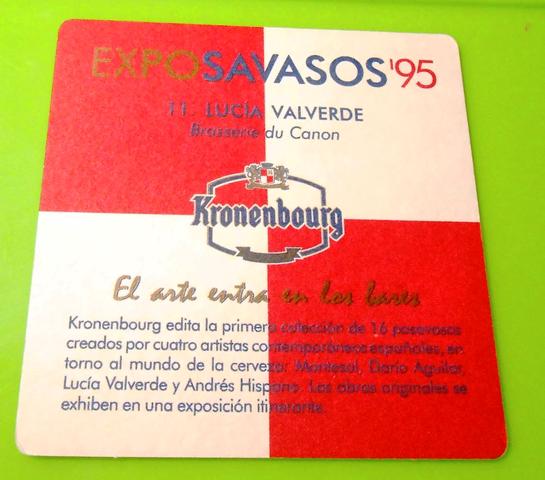 EXPOSAVASOS'95
11. LUCÍA VALVERDE
Brasserie du Canon
Kronenbourg
El arte entra en los bares
Kronenbourg edita la primera colección de 16 posavasos
creados por cuatro artistas contemporáneos españoles, en
torno al mundo de la cerveza: Montesol, Darío Aguilar,
Lucía Valverde y Andrés Hispano. Las obras originales se
exhiben en una exposición itinerante.